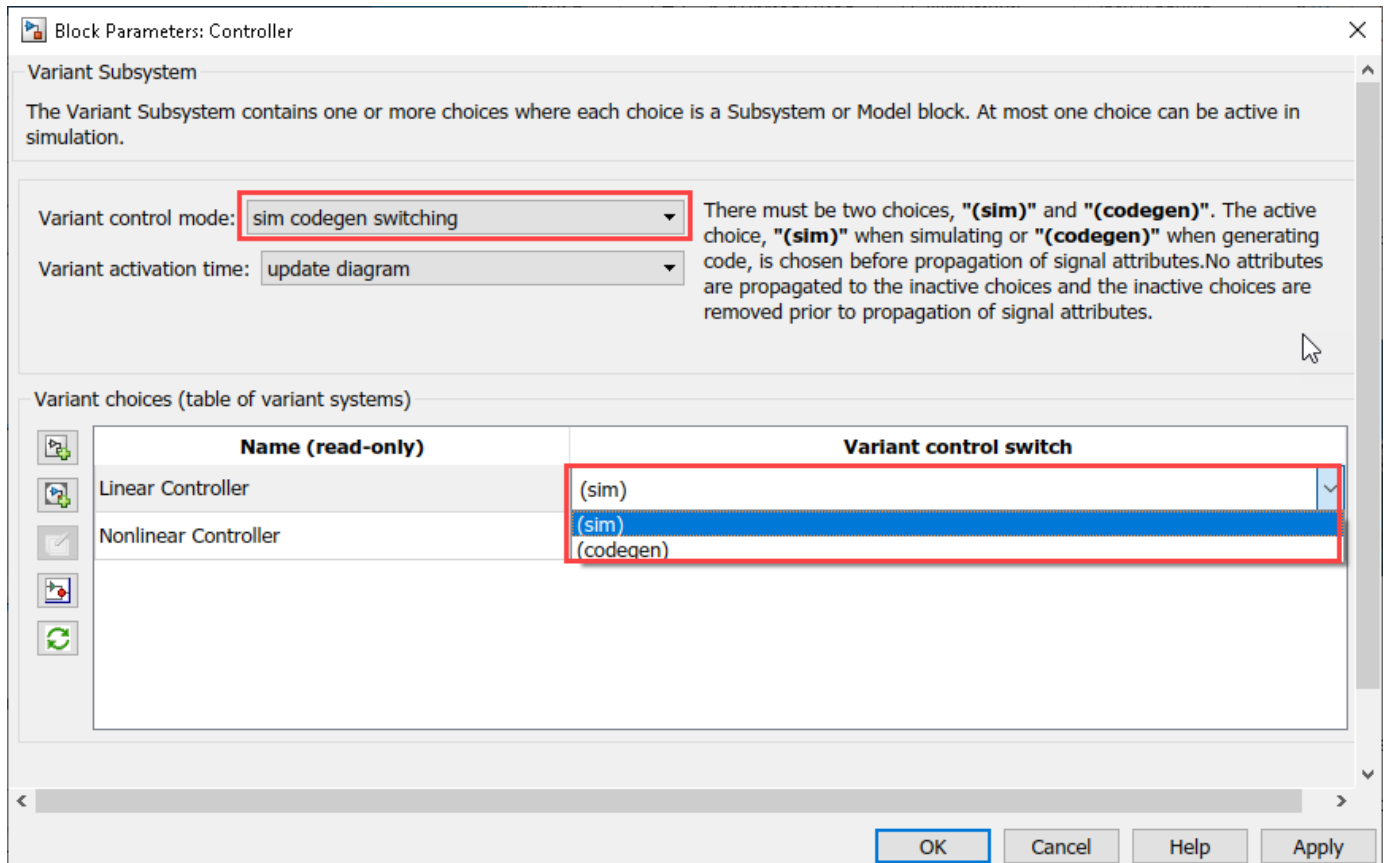 Block Parameters: Controller
Variant Subsystem
The Variant Subsystem contains one or more choices where each choice is a Subsystem or Model block. At most one choice can be active in
simulation.
Variant control mode: sim codegen switching
There must be two choices, "(sim)" and "(codegen)". The active
choice, "(sim)" when simulating or "(codegen)" when generating
Variant activation time: update diagram
code, is chosen before propagation of signal attributes.No attributes
are propagated to the inactive choices and the inactive choices are
removed prior to propagation of signal attributes.
Variant choices (table of variant systems)
Name (read-only) Variant control switch
Linear Controller (sim)
(sim)
Nonlinear Controller
(codegen)
OK Cancel Help Apply